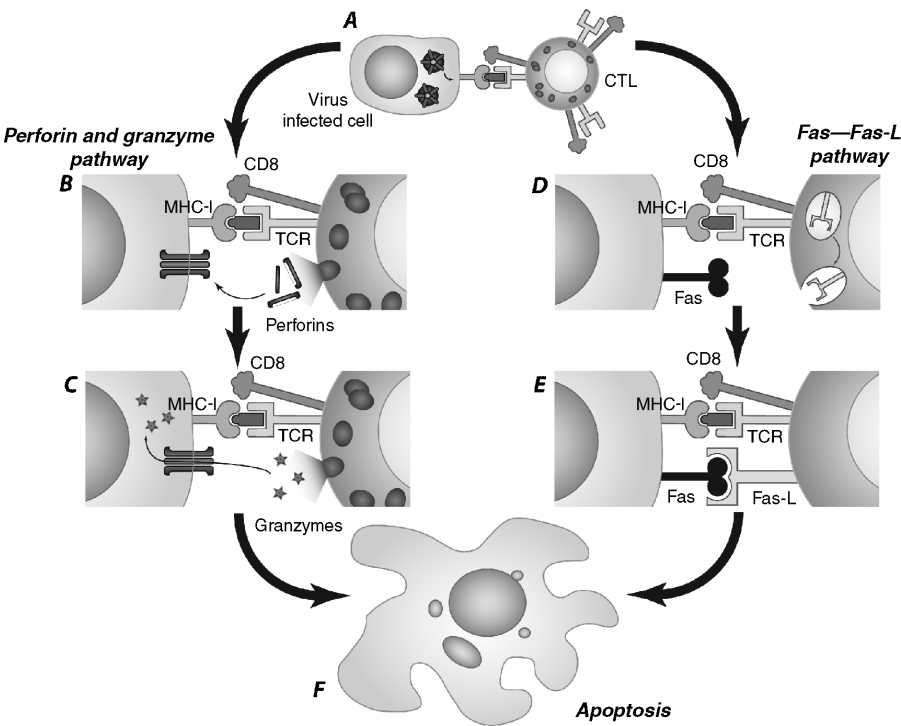 A
Virus
infected cell
CTL
Perforin and granzyme
pathway
Fas—Fas-L
pathway
B
CD8
MHC-I
TCR
Perforins
D
CD8
MHC-I
TCR
Fas
C
CD8
MHC-I
TCR
Granzymes
E
CD8
MHC-I
TCR
Fas
Fas-L
F
Apoptosis